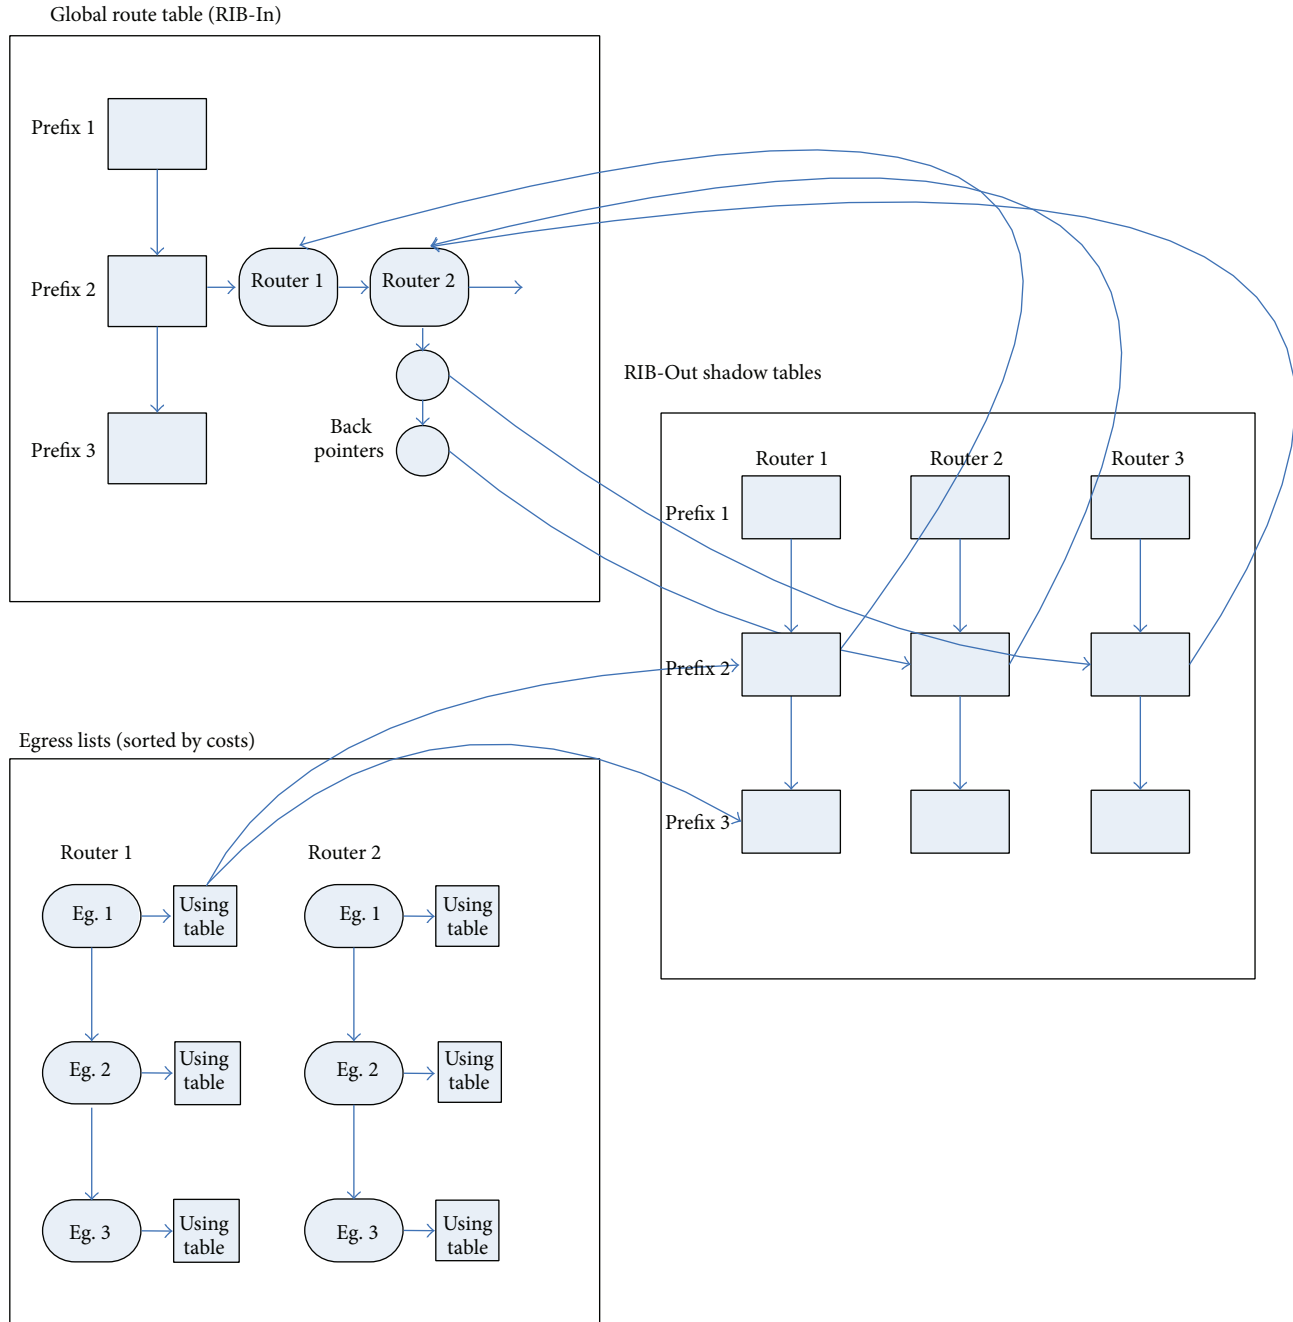 Global route table (RIB-In)
Prefix 1
Prefix 2
Router 1
Router 2
Prefix 3
Back
pointers
RIB-Out shadow tables
Router 1
Router 2
Router 3
Prefix 1
Prefix 2
Prefix 3
Egress lists (sorted by costs)
Router 1
Router 2
Eg. 1
Using
table
Eg. 1
Using
table
Eg. 2
Using
table
Eg. 2
Using
table
Eg. 3
Using
table
Eg. 3
Using
table